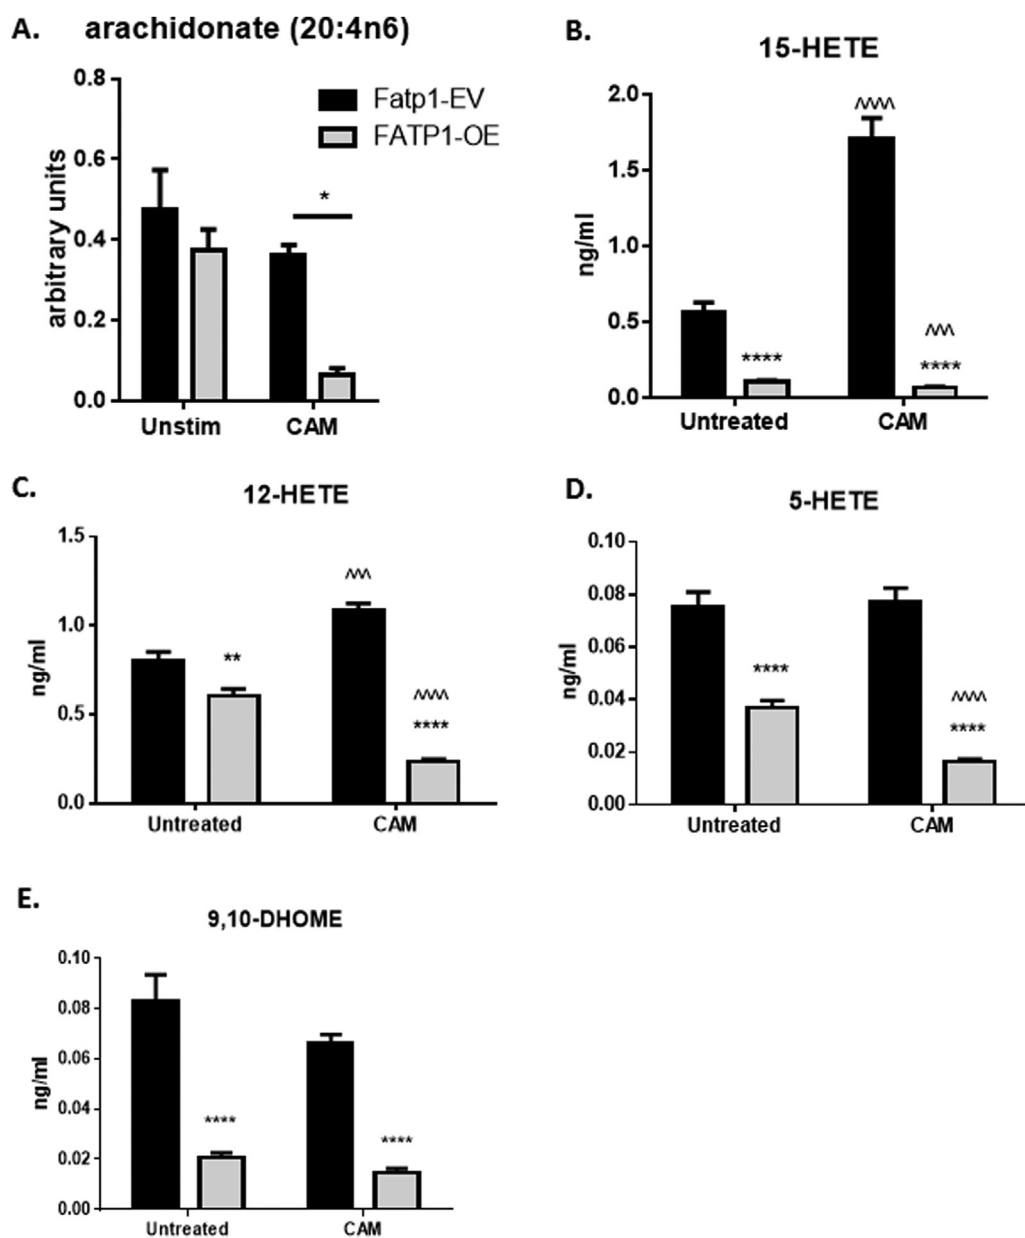 A. arachidonate (20:4n6)
0.8
0.6
0.4
0.2
0.0
arbitrary units
Fatp1-EV
FATP1-OE
*
Unstim CAM
B.
15-HETE
2.0
1.5
1.0
0.5
0.0
ng/ml
^^^^
^^^
**** ****
Untreated CAM
C.
12-HETE
1.5
1.0
0.5
0.0
ng/ml
^^^
**
^^^^
****
Untreated CAM
D.
5-HETE
0.10
0.08
0.06
0.04
0.02
0.00
ng/ml
****
^^^^
****
Untreated CAM
E.
9,10-DHOME
0.10
0.08
0.06
0.04
0.02
0.00
ng/ml
****
****
Untreated CAM